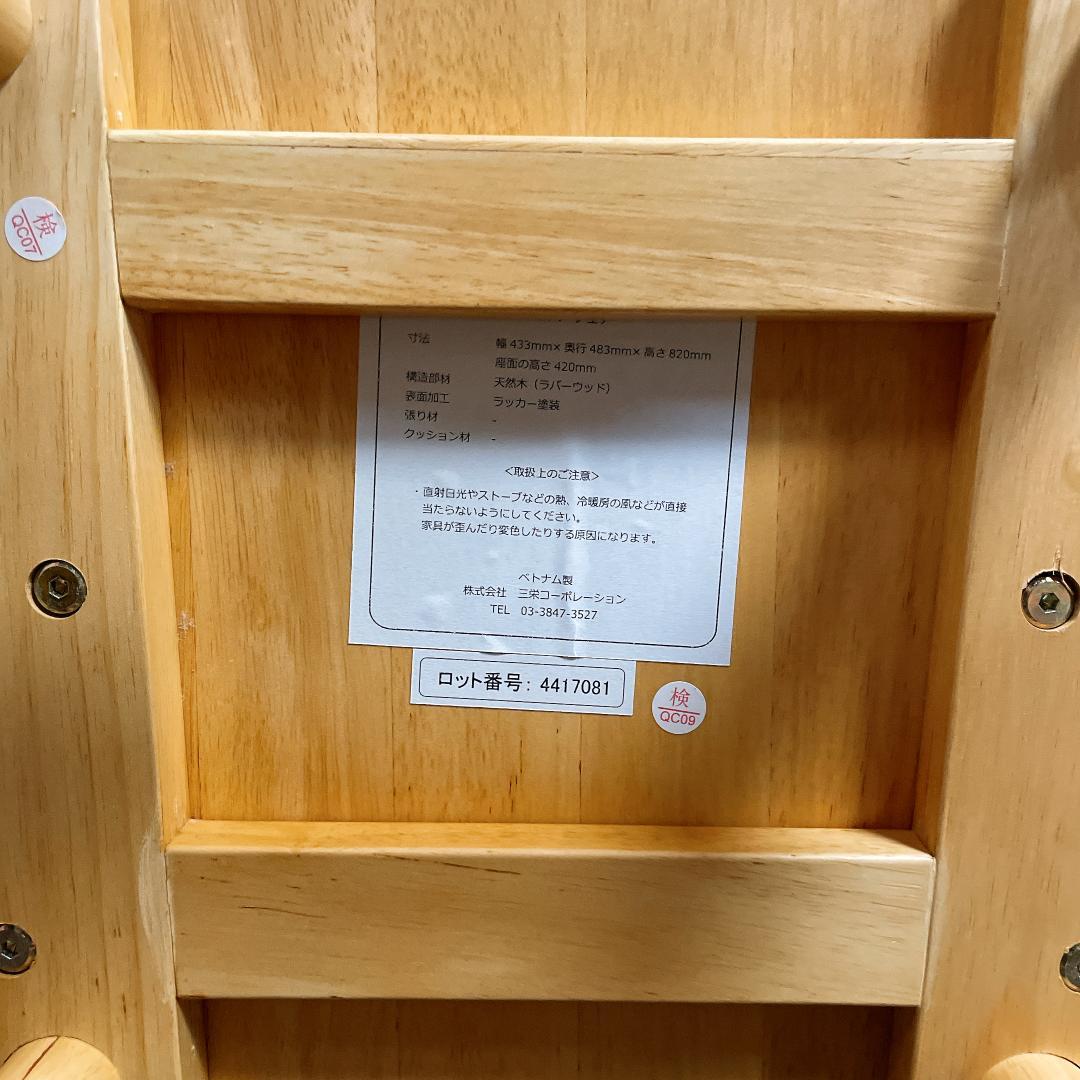 検
QC07
寸法 幅 433mm× 奥行 483mm× 高さ 820mm
座面の高さ 420mm
構造部材 天然木（ラバーウッド）
表面加工 ラッカー塗装
張り材 -
クッション材 -
＜取扱上のご注意＞
・直射日光やストーブなどの熱、冷暖房の風などが直接
当たらないようにしてください。
家具が歪んだり変色したりする原因になります。
ベトナム製
株式会社 三栄コーポレーション
TEL 03-3847-3527
ロット番号: 4417081
検
QC09